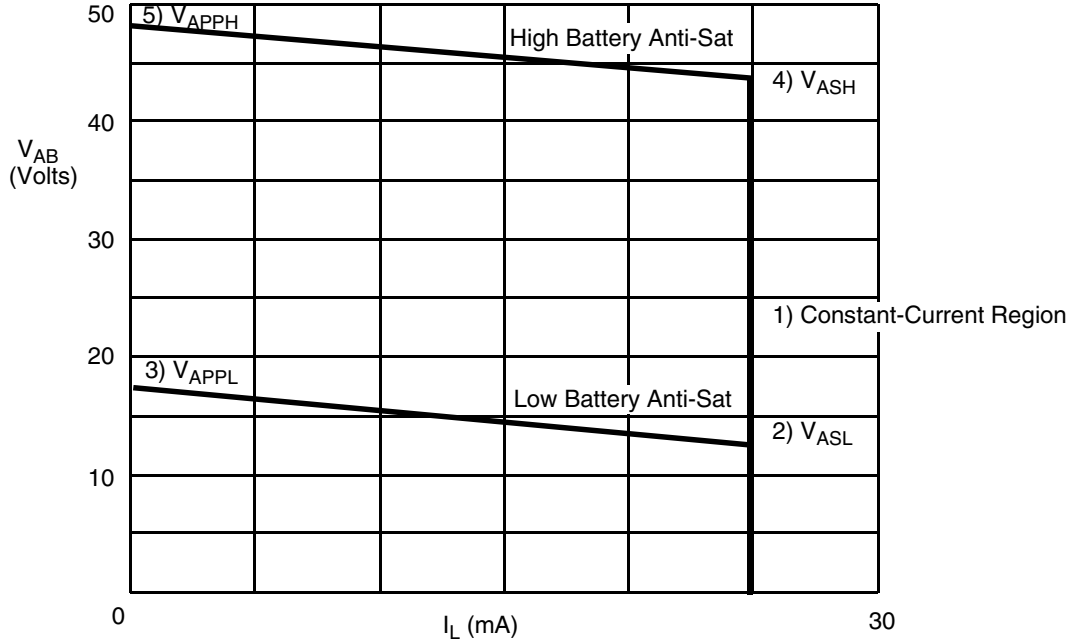 50
5) VAPPH
High Battery Anti-Sat
4) VASH
40
VAB
(Volts)
30
1) Constant-Current Region
20
3) VAPPL
Low Battery Anti-Sat
2) VASL
10
0
IL (mA)
30